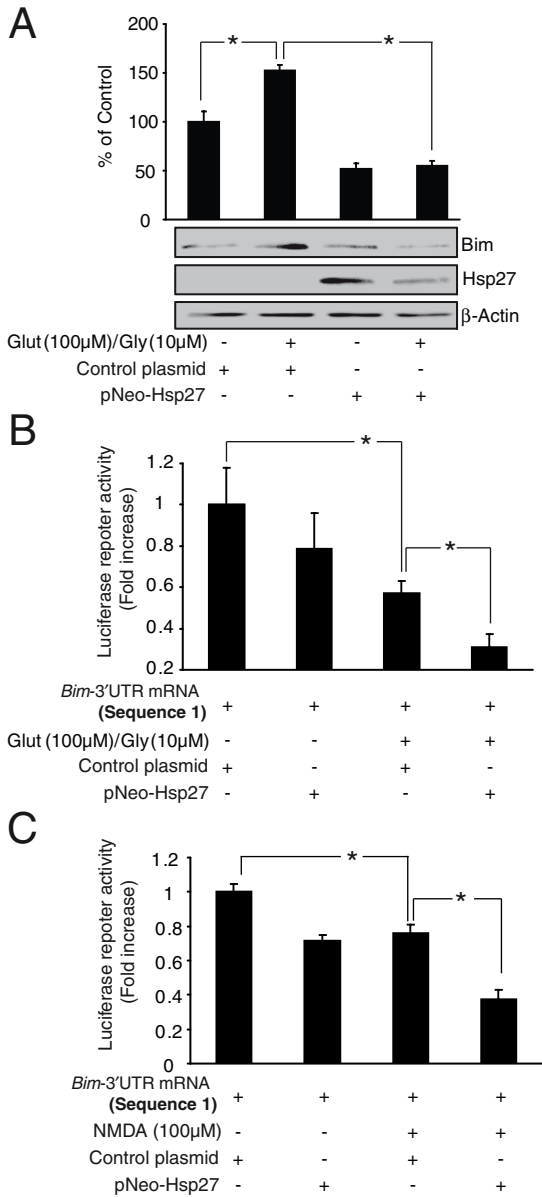 A
*
*
200
150
100
50
0
% of Control
Bim
Hsp27
β-Actin
Glut (100μM)/Gly (10μM) - + - +
Control plasmid + + - -
pNeo-Hsp27 - - + +
B
*
*
1.2
1
0.8
0.6
0.4
0.2
Luciferase repoter activity
(Fold increase)
Bim-3′UTR mRNA
(Sequence 1) + + + +
Glut (100μM)/Gly (10μM) - - + +
Control plasmid + - + -
pNeo-Hsp27 - + - +
C
*
*
1.2
1
0.8
0.6
0.4
0.2
0
Luciferase repoter activity
(Fold increase)
Bim-3′UTR mRNA
(Sequence 1) + + + +
NMDA (100μM) - - + +
Control plasmid + - + -
pNeo-Hsp27 - + - +